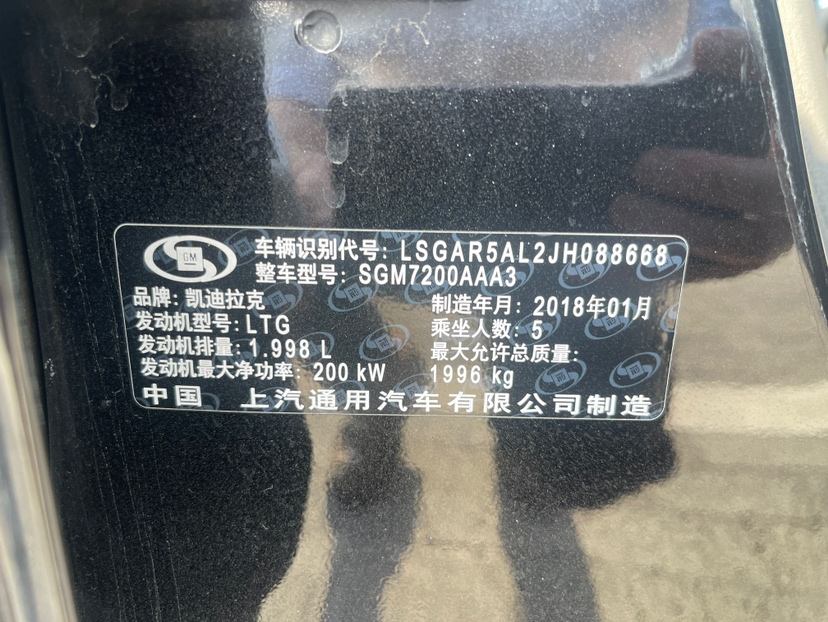 GM
车辆识别代号: LSGAR5AL2JH088668
整车型号: SGM7200AAA3
品牌: 凯迪拉克
制造年月: 2018年01月
发动机型号: LTG
乘坐人数: 5
发动机排量: 1.998 L
最大允许总质量:
发动机最大净功率: 200 kW
1996 kg
中国 上汽通用汽车有限公司制造